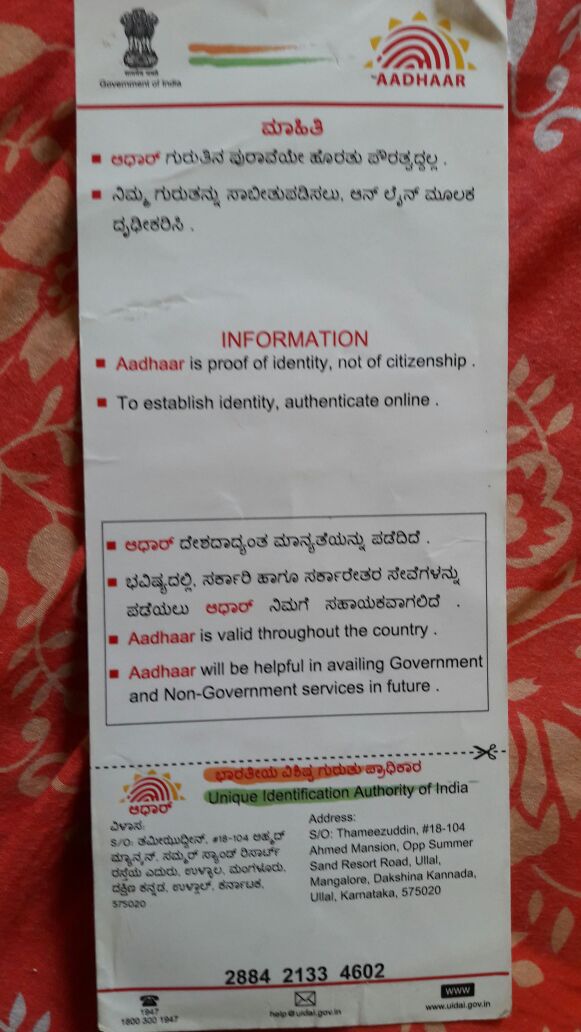 Government of India
AADHAAR
ಮಾಹಿತಿ
ಆಧಾರ್ ಗುರುತಿನ ಪುರಾವೆಯೇ ಹೊರತು ಪೌರತ್ವದ್ದಲ್ಲ .
ನಿಮ್ಮ ಗುರುತನ್ನು ಸಾಬೀತುಪಡಿಸಲು, ಆನ್ ಲೈನ್ ಮೂಲಕ
ದೃಢೀಕರಿಸಿ .
INFORMATION
Aadhaar is proof of identity, not of citizenship .
To establish identity, authenticate online .
ಆಧಾರ್ ದೇಶದಾದ್ಯಂತ ಮಾನ್ಯತೆಯನ್ನು ಪಡೆದಿದೆ .
ಭವಿಷ್ಯದಲ್ಲಿ, ಸರ್ಕಾರಿ ಹಾಗೂ ಸರ್ಕಾರೇತರ ಸೇವೆಗಳನ್ನು
ಪಡೆಯಲು ಆಧಾರ್ ನಿಮಗೆ ಸಹಾಯಕವಾಗಲಿದೆ .
Aadhaar is valid throughout the country .
Aadhaar will be helpful in availing Government
and Non-Government services in future .
ಭಾರತೀಯ ವಿಶಿಷ್ಟ ಗುರುತು ಪ್ರಾಧಿಕಾರ
Unique Identification Authority of India
ಆಧಾರ್
ವಿಳಾಸ:
S/O: ತಮೀಝುದ್ದೀನ್, #18-104 ಅಹ್ಮದ್
ಮ್ಯಾನ್ಶನ್, ಸಮ್ಮರ್ ಸ್ಯಾಂಡ್ ರಿಸಾರ್ಟ್
ರಸ್ತೆಯ ಎದುರು, ಉಳ್ಳಾಲ, ಮಂಗಳೂರು,
ದಕ್ಷಿಣ ಕನ್ನಡ, ಉಳ್ಳಾಲ್, ಕರ್ನಾಟಕ,
575020
Address:
S/O: Thameezuddin, #18-104
Ahmed Mansion, Opp Summer
Sand Resort Road, Ullal,
Mangalore, Dakshina Kannada,
Ullal, Karnataka, 575020
2884 2133 4602
1947
1800 300 1947
help@uidai.gov.in
WWW
www.uidai.gov.in